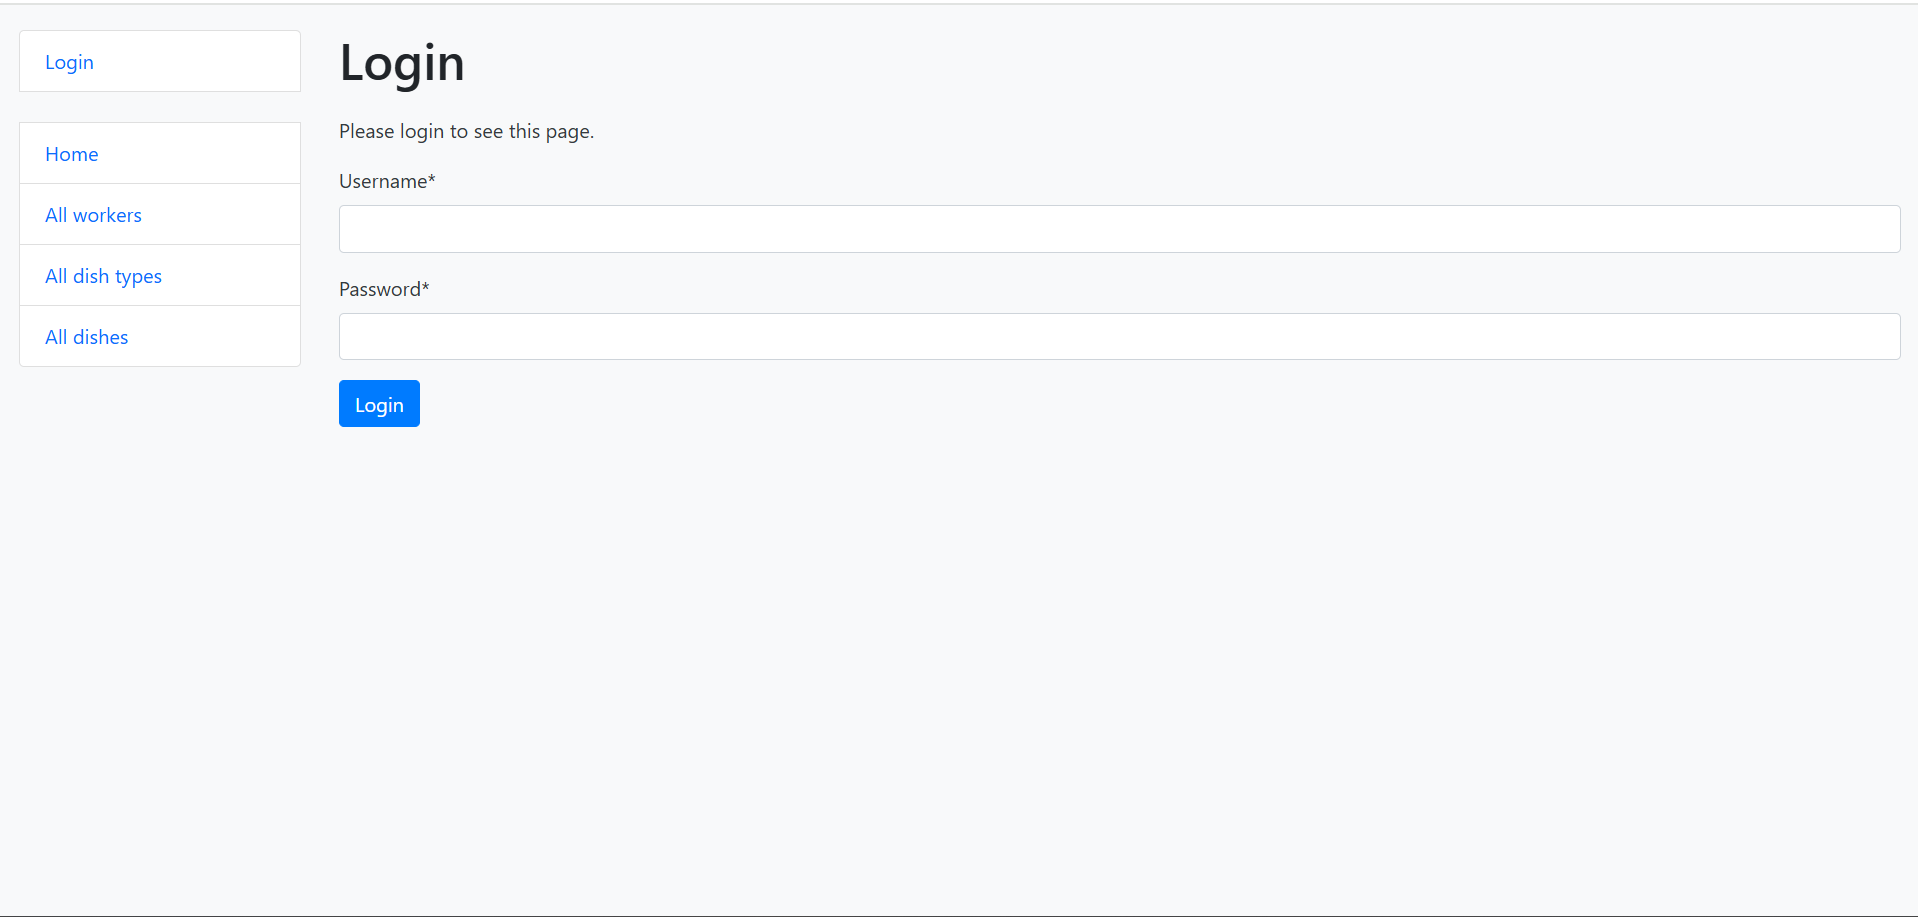 Login
Home
All workers
All dish types
All dishes
Login
Please login to see this page.
Username*
Password*
Login